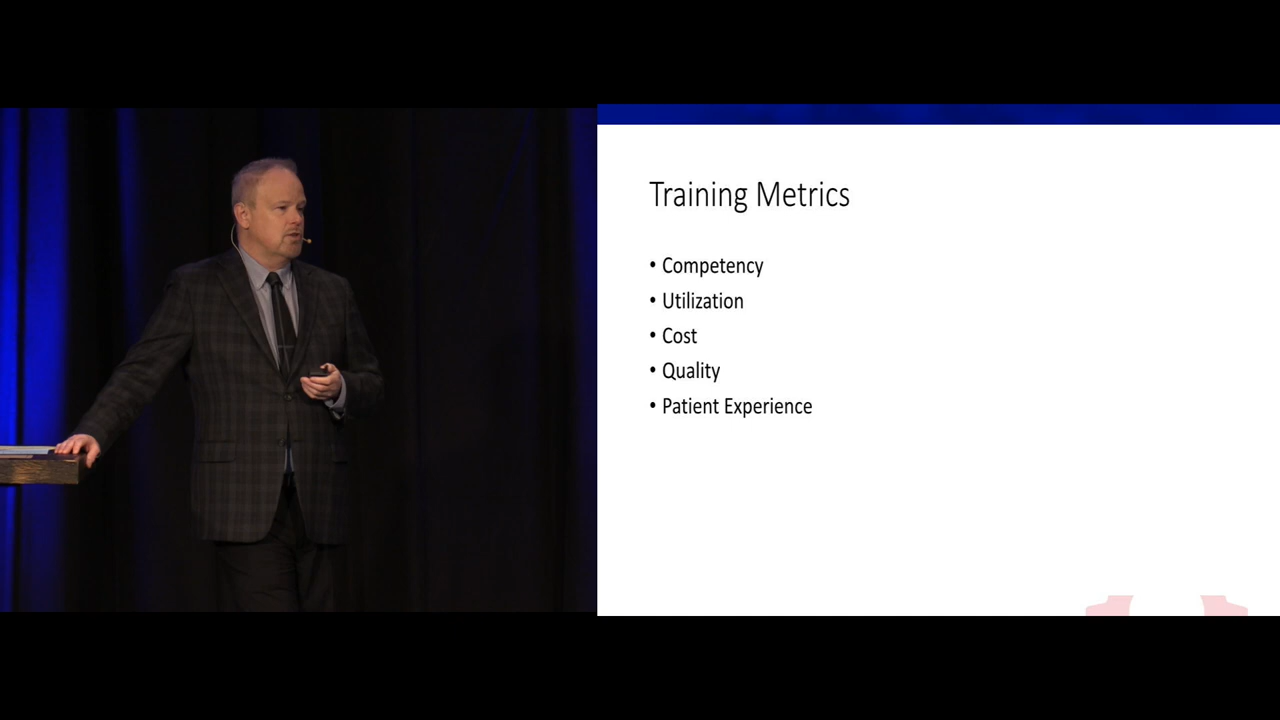 Training Metrics
• Competency
• Utilization
• Cost
• Quality
• Patient Experience